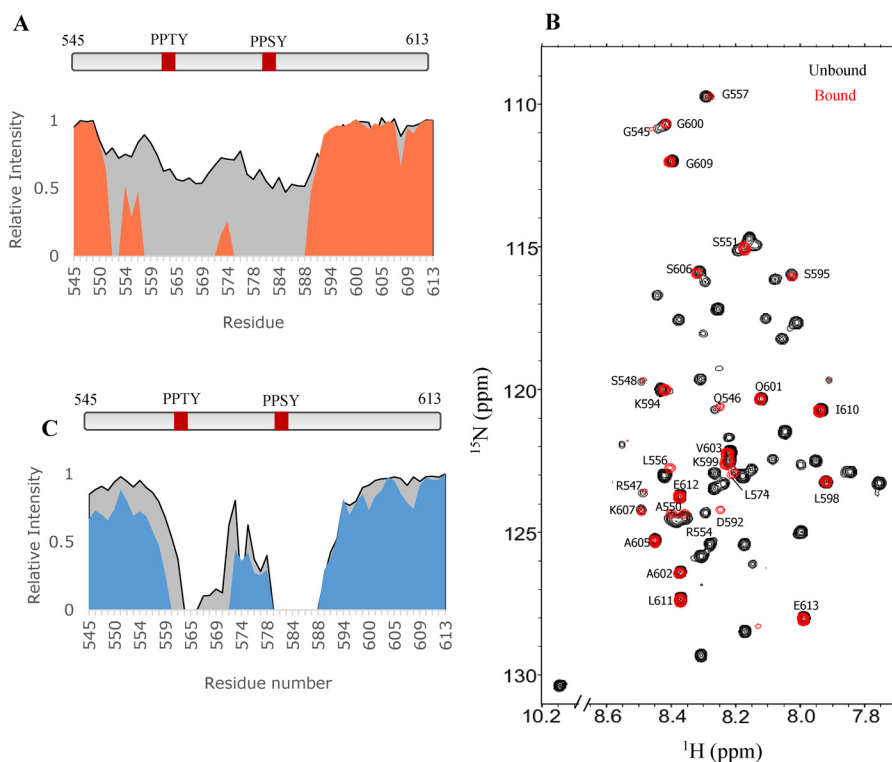 A
545 PPTY PPSY 613
1
0.5
0
Relative Intensity
545 550 554 559 565 569 574 578 583 588 594 600 605 609 613
Residue
C
545 PPTY PPSY 613
1
0.5
0
Relative Intensity
545 550 554 559 565 569 574 578 583 588 594 600 605 609 613
Residue number
B
Unbound
Bound
G557
G545 G600
G609
S551
S606 S595
S548
K594 Q546 Q601 I610
V603
L556 K599
R547 E612 L574 L598
K607 A550 D592
R554
A605
A602
L611 E613
110
115
120
125
130
15N (ppm)
10.2 8.6 8.4 8.2 8.0
1H (ppm)